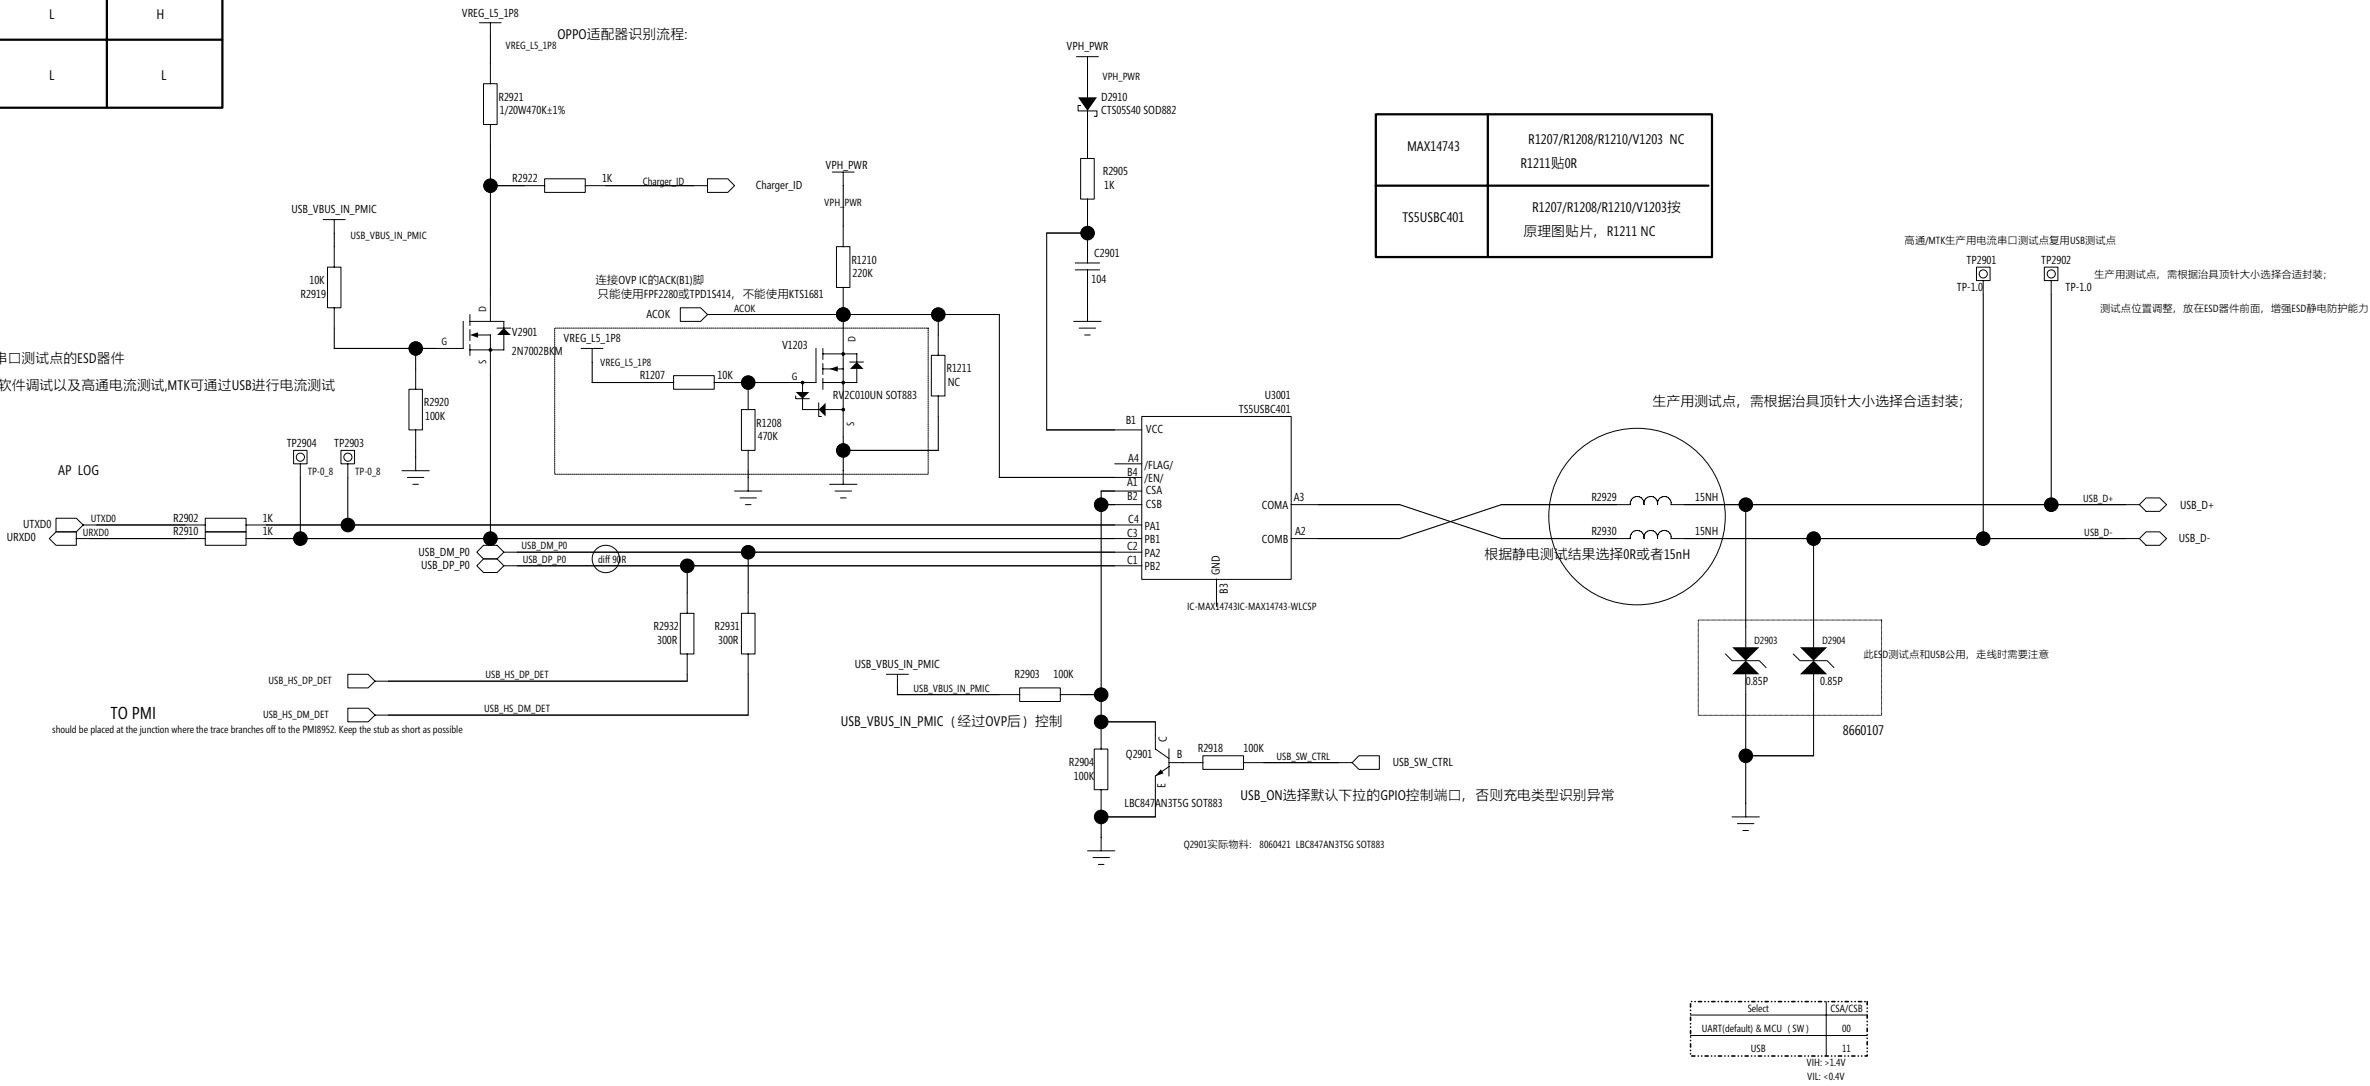 L H
L L
VREG_L5_1P8
VREG_L5_1P8
OPPO适配器识别流程:
R2921
1/20W470K±1%
R2922 1K Charger_ID Charger_ID
USB_VBUS_IN_PMIC
USB_VBUS_IN_PMIC
10K
R2919
D
G
S
V2901
2N7002BKM
R2920
100K
串口测试点的ESD器件
软件调试以及高通电流测试,MTK可通过USB进行电流测试
VPH_PWR
VPH_PWR
R1210
220K
连接OVP IC的ACK(B1)脚
只能使用FPF2280或TPD1S414，不能使用KTS1681
ACOK ACOK
VREG_L5_1P8
VREG_L5_1P8
R1207 10K
V1203
D
G
S
RV2C010UN SOT883
R1208
470K
R1211
NC
VPH_PWR
VPH_PWR
D2910
CTS05S40 SOD882
R2905
1K
C2901
104
MAX14743 R1207/R1208/R1210/V1203 NC
R1211贴0R
TS5USBC401 R1207/R1208/R1210/V1203按
原理图贴片，R1211 NC
高通/MTK生产用电流串口测试点复用USB测试点
TP2901 TP2902
TP-1.0 TP-1.0
生产用测试点，需根据治具顶针大小选择合适封装;
测试点位置调整，放在ESD器件前面，增强ESD静电防护能力
生产用测试点，需根据治具顶针大小选择合适封装;
AP LOG
TP2904 TP2903
TP-0_8 TP-0_8
UTXD0 UTXD0 R2902 1K
URXD0 URXD0 R2910 1K
USB_DM_P0 USB_DM_P0
USB_DP_P0 USB_DP_P0 diff 90R
U3001
TS5USBC401
B1 VCC
A4 /FLAG/
B4 /EN/
A1 CSA
B2 CSB
C4 PA1
C3 PB1
C2 PA2
C1 PB2
COMA A3
COMB A2
GND
B3
IC-MAX14743IC-MAX14743-WLCSP
R2929 15NH
R2930 15NH
根据静电测试结果选择0R或者15nH
USB_D+ USB_D+
USB_D- USB_D-
R2932
300R
R2931
300R
USB_HS_DP_DET USB_HS_DP_DET
USB_HS_DM_DET USB_HS_DM_DET
TO PMI
should be placed at the junction where the trace branches off to the PMI8952. Keep the stub as short as possible
USB_VBUS_IN_PMIC
USB_VBUS_IN_PMIC
R2903 100K
USB_VBUS_IN_PMIC（经过OVP后）控制
R2904
100K
Q2901
C
B
E
LBC847AN3T5G SOT883
R2918 100K
USB_SW_CTRL USB_SW_CTRL
USB_ON选择默认下拉的GPIO控制端口，否则充电类型识别异常
Q2901实际物料: 8060421 LBC847AN3T5G SOT883
D2903 D2904
0.85P 0.85P
此ESD测试点和USB公用，走线时需要注意
8660107
Select CSA/CSB
UART(default) & MCU (SW) 00
USB 11
VIH: >1.4V
VIL: <0.4V